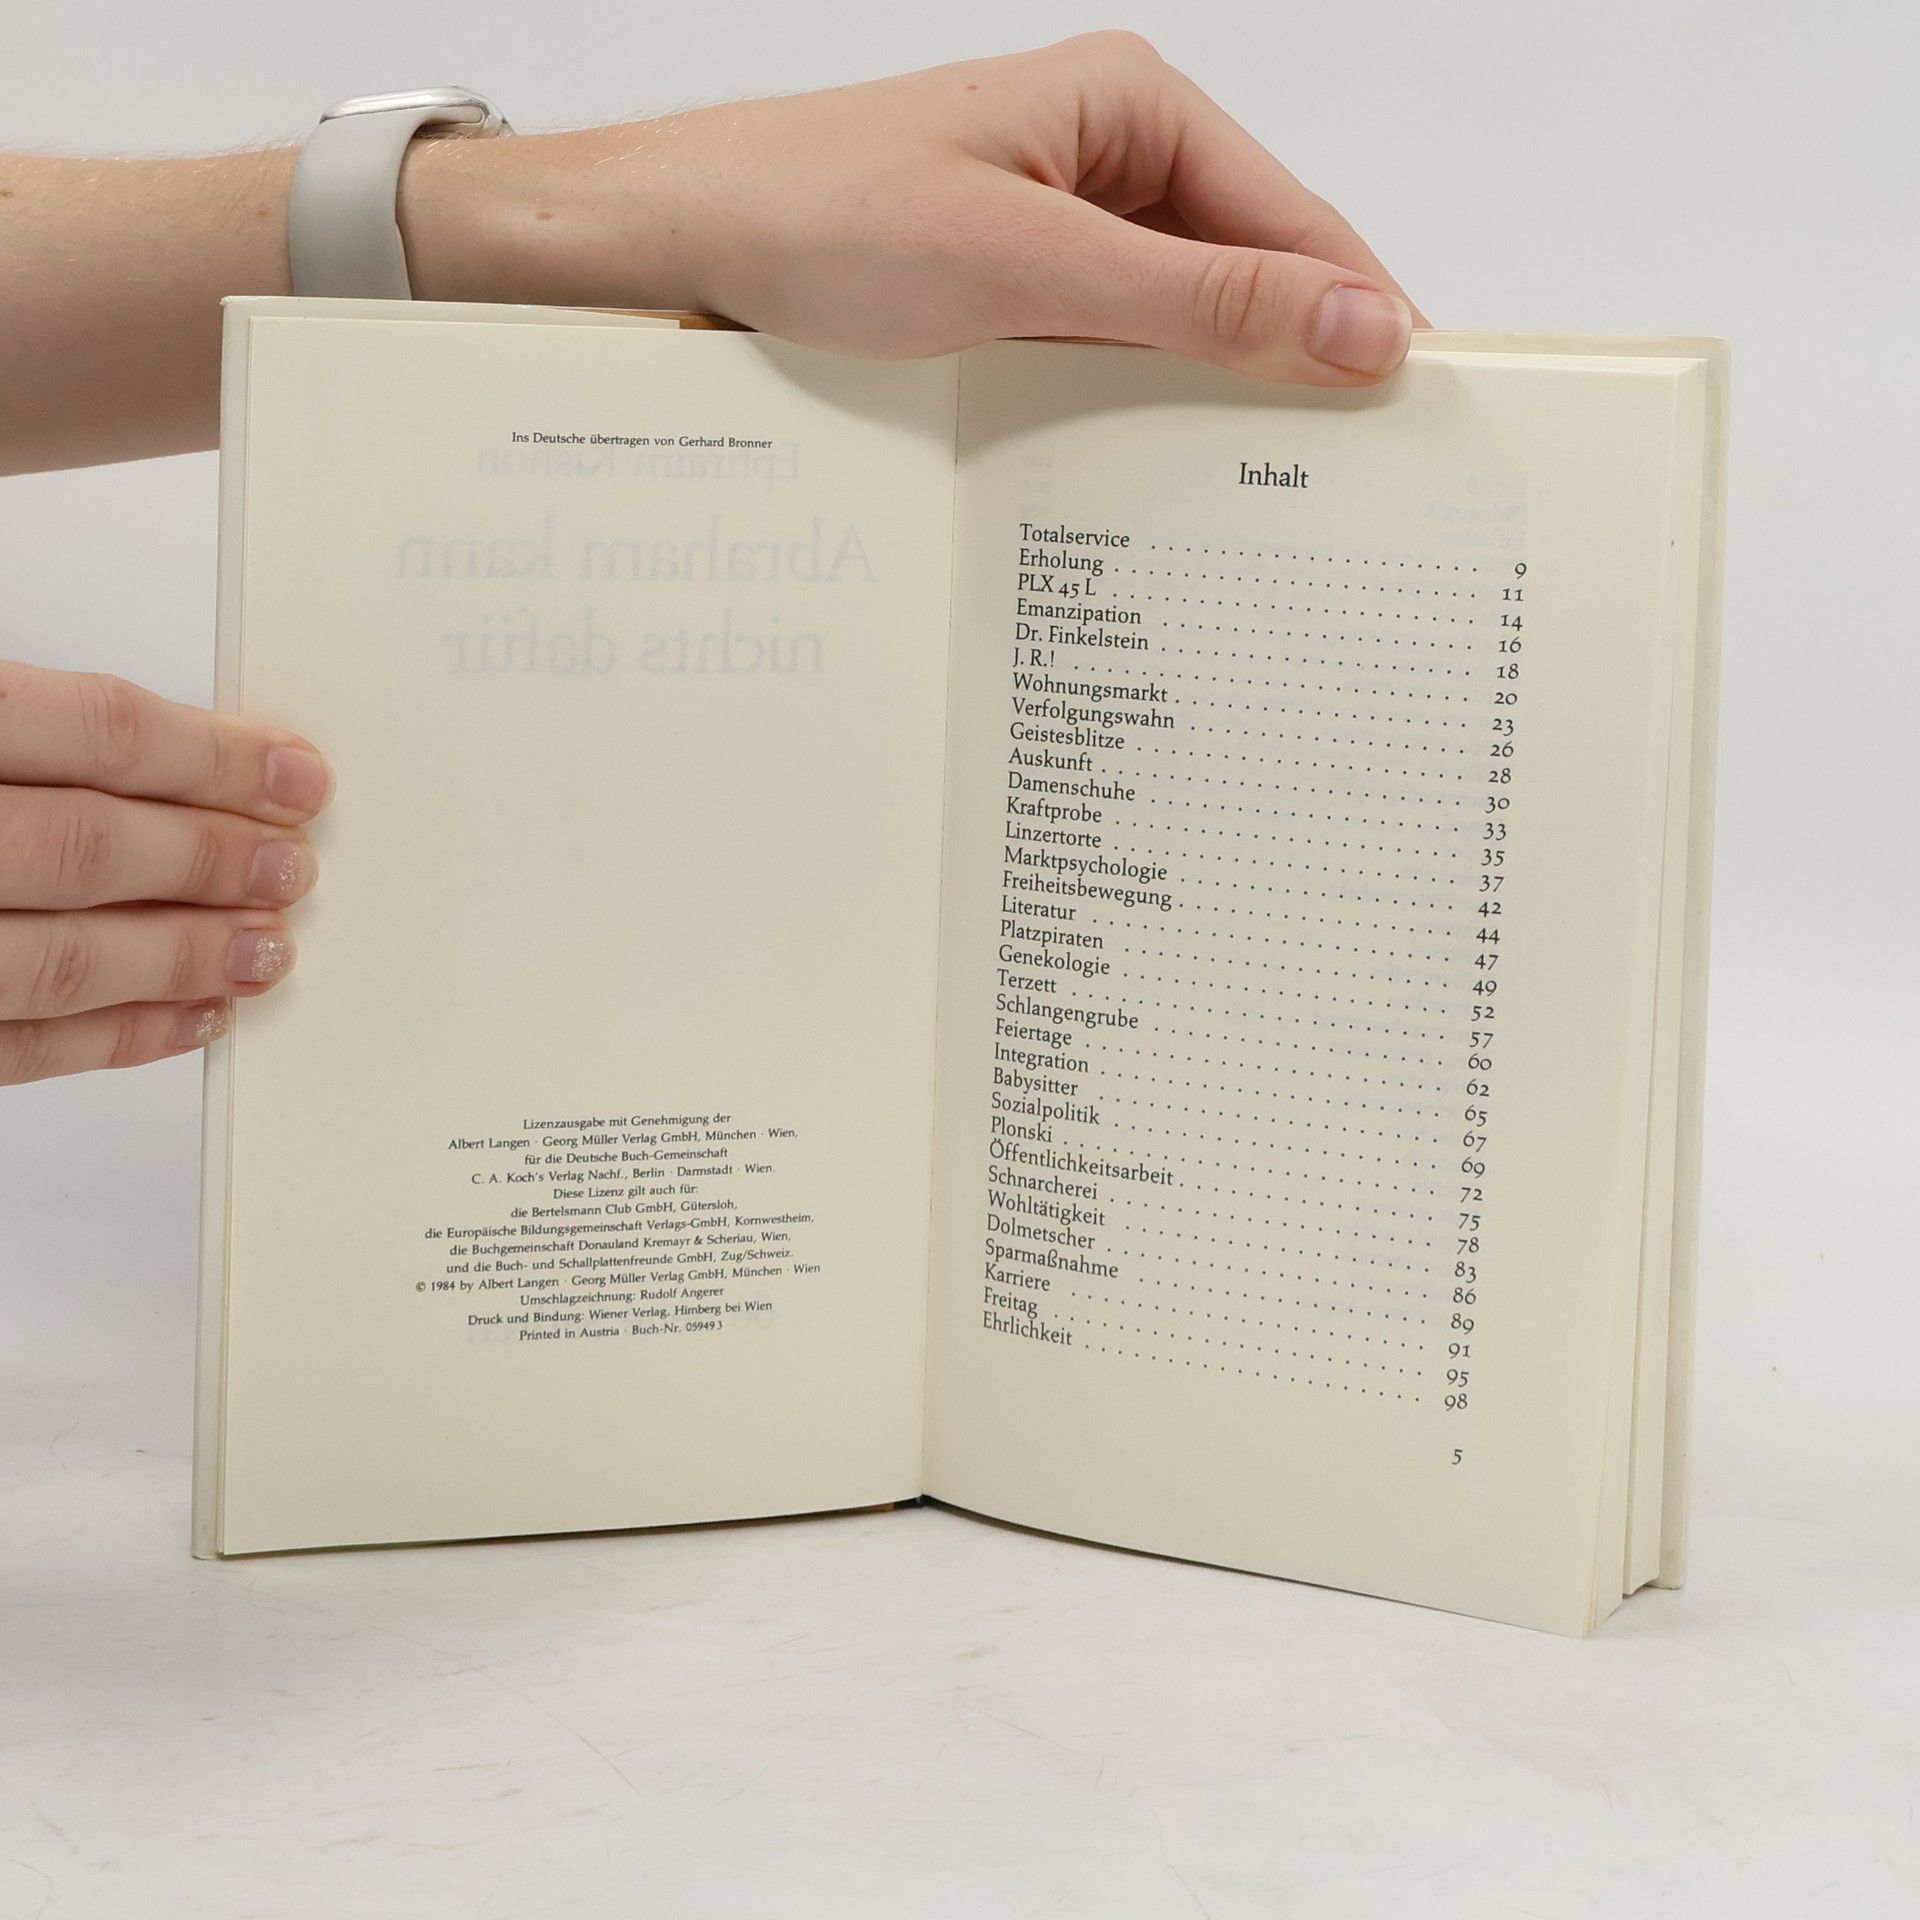 Ins Deutsche übertragen von Gerhard Bronner
Ephraim Kishon
Abraham kann
nichts dafür
Lizenzausgabe mit Genehmigung der
Albert Langen · Georg Müller Verlag GmbH, München · Wien,
für die Deutsche Buch-Gemeinschaft
C. A. Koch's Verlag Nachf., Berlin · Darmstadt · Wien.
Diese Lizenz gilt auch für:
die Bertelsmann Club GmbH, Gütersloh,
die Europäische Bildungsgemeinschaft Verlags-GmbH, Kornwestheim,
die Buchgemeinschaft Donauland Kremayr & Scheriau, Wien,
und die Buch- und Schallplattenfreunde GmbH, Zug/Schweiz.
© 1984 by Albert Langen · Georg Müller Verlag GmbH, München · Wien
Umschlagzeichnung: Rudolf Angerer
Druck und Bindung: Wiener Verlag, Himberg bei Wien
Printed in Austria · Buch-Nr. 059493
Inhalt
Totalservice 9
Erholung 11
PLX 45 L 14
Emanzipation 16
Dr. Finkelstein 18
J. R.! 20
Wohnungsmarkt 23
Verfolgungswahn 26
Geistesblitze 28
Auskunft 30
Damenschuhe 33
Kraftprobe 35
Linzertorte 37
Marktpsychologie 42
Freiheitsbewegung 44
Literatur 47
Platzpiraten 49
Genekologie 52
Terzett 57
Schlangengrube 60
Feiertage 62
Integration 65
Babysitter 67
Sozialpolitik 69
Plonski 72
Öffentlichkeitsarbeit 75
Schnarcherei 78
Wohltätigkeit 83
Dolmetscher 86
Sparmaßnahme 89
Karriere 91
Freitag 95
Ehrlichkeit 98
5